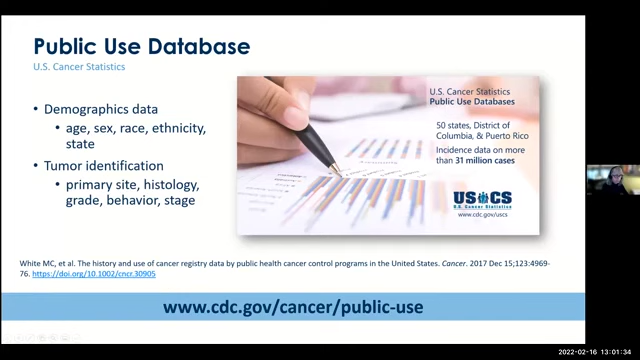 Public Use Database
U.S. Cancer Statistics
• Demographics data
• age, sex, race, ethnicity,
state
• Tumor identification
• primary site, histology,
grade, behavior, stage
U.S. Cancer Statistics
Public Use Databases
50 states, District of
Columbia, & Puerto Rico
Incidence data on more
than 31 million cases
USCS
U.S. Cancer Statistics
www.cdc.gov/uscs
White MC, et al. The history and use of cancer registry data by public health cancer control programs in the United States. Cancer. 2017 Dec 15;123:4969-
76. https://doi.org/10.1002/cncr.30905
www.cdc.gov/cancer/public-use
2022-02-16 13:01:34